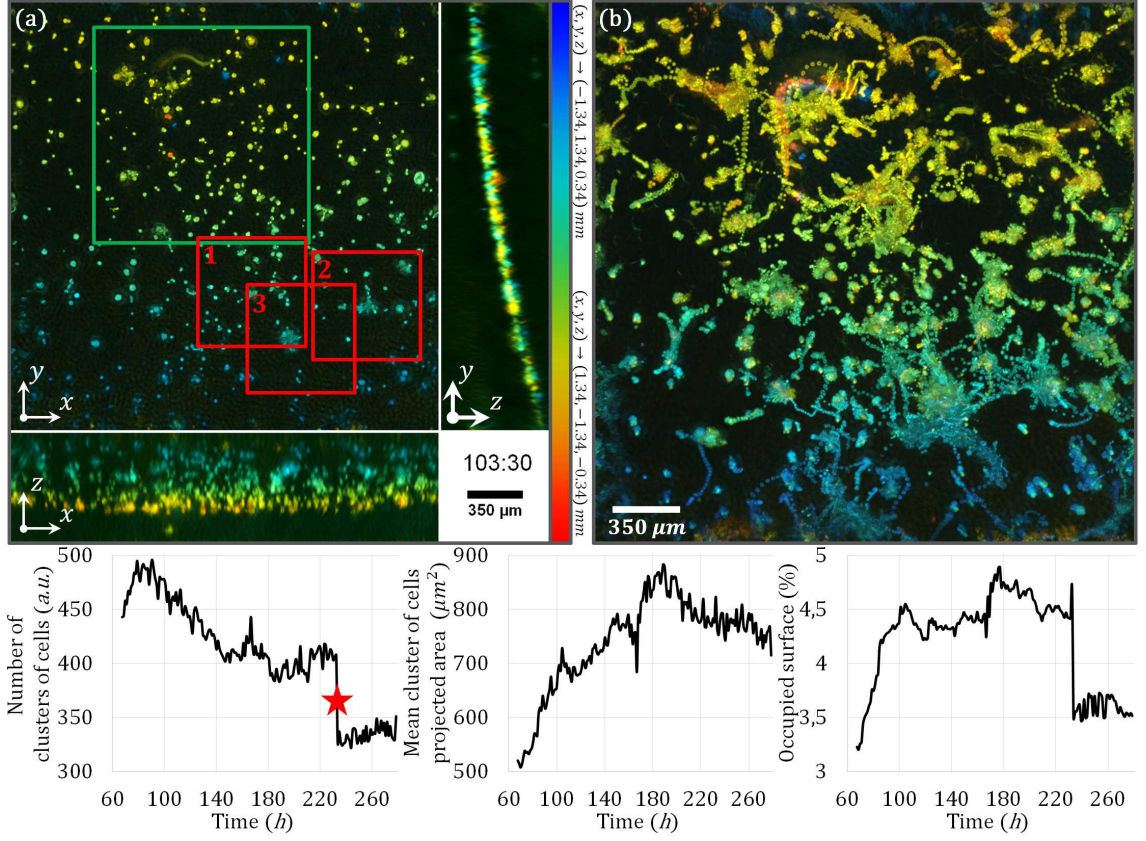 (a)
1
2
3
y
x
y
z
z
x
103:30
350 µm
(x, y, z) → (−1.34, 1.34, 0.34) mm
(x, y, z) → (1.34, −1.34, −0.34) mm
(b)
350 µm
Number of
clusters of cells (a.u.)
500
450
400
350
300
60 100 140 180 220 260
Time (h)
Mean cluster of cells
projected area (µm²)
900
800
700
600
500
60 100 140 180 220 260
Time (h)
Occupied surface (%)
5
4,5
4
3,5
3
60 100 140 180 220 260
Time (h)